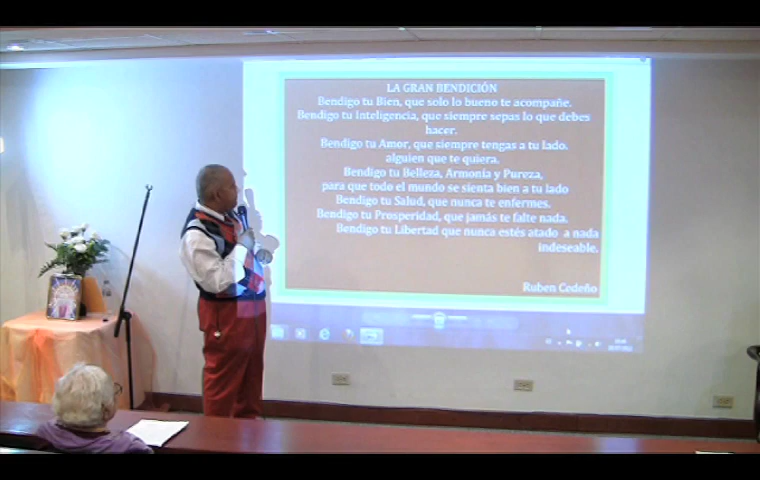 LA GRAN BENDICIÓN
Bendigo tu Bien, que solo lo bueno te acompañe.
Bendigo tu Inteligencia, que siempre sepas lo que debes
hacer.
Bendigo tu Amor, que siempre tengas a tu lado.
alguien que te quiera.
Bendigo tu Belleza, Armonía y Pureza,
para que todo el mundo se sienta bien a tu lado
Bendigo tu Salud, que nunca te enfermes.
Bendigo tu Prosperidad, que jamás te falte nada.
Bendigo tu Libertad que nunca estés atado a nada
indeseable.
Ruben Cedeño